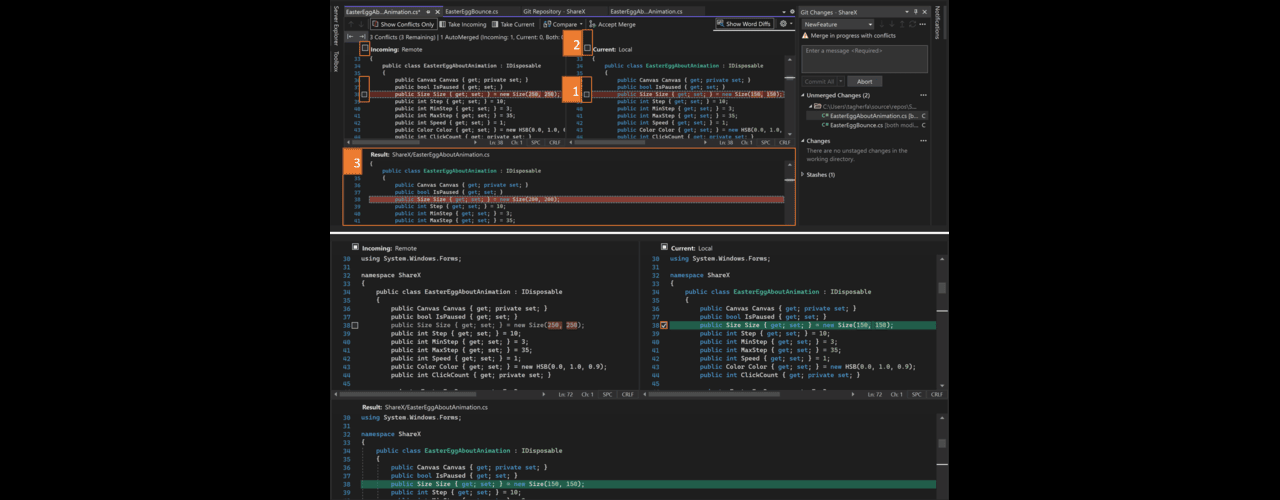 EasterEggAb...Animation.cs*
EasterEggBounce.cs
Git Repository - ShareX
EasterEggAb...Animation.cs
Git Changes - ShareX
Server Explorer
Toolbox
Notifications
Show Conflicts Only
Take Incoming
Take Current
Compare
Accept Merge
Show Word Diffs
NewFeature
3 Conflicts (3 Remaining) | 1 AutoMerged (Incoming: 1, Current: 0, Both: 
Merge in progress with conflicts
Incoming: Remote
2
Current: Local
Enter a message <Required>
33 {
34 public class EasterEggAboutAnimation : IDisposable
35 {
public Canvas Canvas { get; private set; }
public bool IsPaused { get; set; }
38 public Size Size { get; set; } = new Size(250, 250);
public int Step { get; set; } = 10;
40 public int MinStep { get; set; } = 3;
41 public int MaxStep { get; set; } = 35;
42 public int Speed { get; set; } = 1;
43 public Color Color { get; set; } = new HSB(0.0, 1.0, 
44 public int ClickCount { get; private set; }
1
33 {
34 public class EasterEggAboutAnimation : IDisposable
35 {
public Canvas Canvas { get; private set; }
public bool IsPaused { get; set; }
public Size Size { get; set; } = new Size(150, 150);
public int Step { get; set; } = 10;
40 public int MinStep { get; set; } = 3;
41 public int MaxStep { get; set; } = 35;
42 public int Speed { get; set; } = 1;
43 public Color Color { get; set; } = new HSB(0.0, 1.0, 0
44 public int ClickCount { get; private set; }
Ln: 38 Ch: 1 SPC CRLF
Ln: 38 Ch: 1 SPC CRLF
Commit All
Abort
Unmerged Changes (2)
C:\Users\tagherfa\source\repos\S
EasterEggAboutAnimation.cs [b... C
EasterEggBounce.cs [both modi... C
Changes
There are no unstaged changes in the
working directory.
Stashes (1)
3
Result: ShareX/EasterEggAboutAnimation.cs
{
34 public class EasterEggAboutAnimation : IDisposable
35 {
36 public Canvas Canvas { get; private set; }
37 public bool IsPaused { get; set; }
38 public Size Size { get; set; } = new Size(200, 200);
39 public int Step { get; set; } = 10;
40 public int MinStep { get; set; } = 3;
41 public int MaxStep { get; set; } = 35;
Incoming: Remote
30 using System.Windows.Forms;
31
32 namespace ShareX
33 {
34 public class EasterEggAboutAnimation : IDisposable
35 {
36 public Canvas Canvas { get; private set; }
37 public bool IsPaused { get; set; }
38 public Size Size { get; set; } = new Size(250, 250);
39 public int Step { get; set; } = 10;
40 public int MinStep { get; set; } = 3;
41 public int MaxStep { get; set; } = 35;
42 public int Speed { get; set; } = 1;
43 public Color Color { get; set; } = new HSB(0.0, 1.0, 0.9);
44 public int ClickCount { get; private set; }
45
Ln: 72 Ch: 1 SPC CRLF
Current: Local
30 using System.Windows.Forms;
31
32 namespace ShareX
33 {
34 public class EasterEggAboutAnimation : IDisposable
35 {
36 public Canvas Canvas { get; private set; }
37 public bool IsPaused { get; set; }
38 public Size Size { get; set; } = new Size(150, 150);
39 public int Step { get; set; } = 10;
40 public int MinStep { get; set; } = 3;
41 public int MaxStep { get; set; } = 35;
42 public int Speed { get; set; } = 1;
43 public Color Color { get; set; } = new HSB(0.0, 1.0, 0.9);
44 public int ClickCount { get; private set; }
45
Ln: 72 Ch: 1 SPC CRLF
Result: ShareX/EasterEggAboutAnimation.cs
30 using System.Windows.Forms;
31
32 namespace ShareX
33 {
34 public class EasterEggAboutAnimation : IDisposable
35 {
36 public Canvas Canvas { get; private set; }
37 public bool IsPaused { get; set; }
38 public Size Size { get; set; } = new Size(150, 150);
39 public int Step { get; set; } = 10;